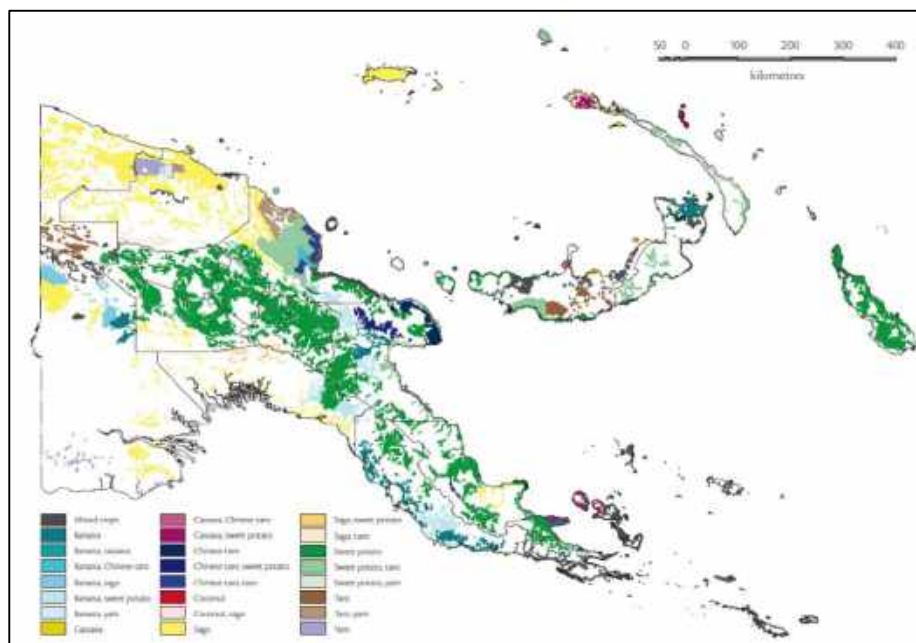 50 0 100 200 300 400
kilometres
Mixed crops
Banana
Banana, cassava
Banana, Chinese taro
Banana, sago
Banana, sweet potato
Banana, yam
Cassava
Cassava, Chinese taro
Cassava, sweet potato
Chinese taro
Chinese taro, sweet potato
Chinese taro, taro
Coconut
Coconut, sago
Sago
Sago, sweet potato
Sago, taro
Sweet potato
Sweet potato, taro
Sweet potato, yam
Taro
Taro, yam
Yam